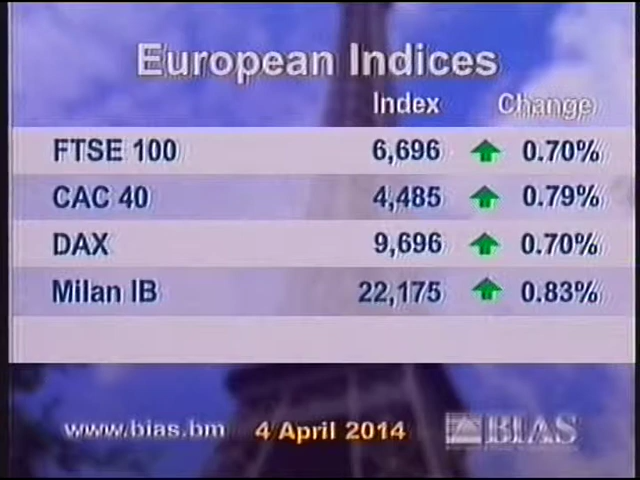 European Indices
Index Change
FTSE 100 6,696 0.70%
CAC 40 4,485 0.79%
DAX 9,696 0.70%
Milan IB 22,175 0.83%
www.bias.bm 4 April 2014 BIAS